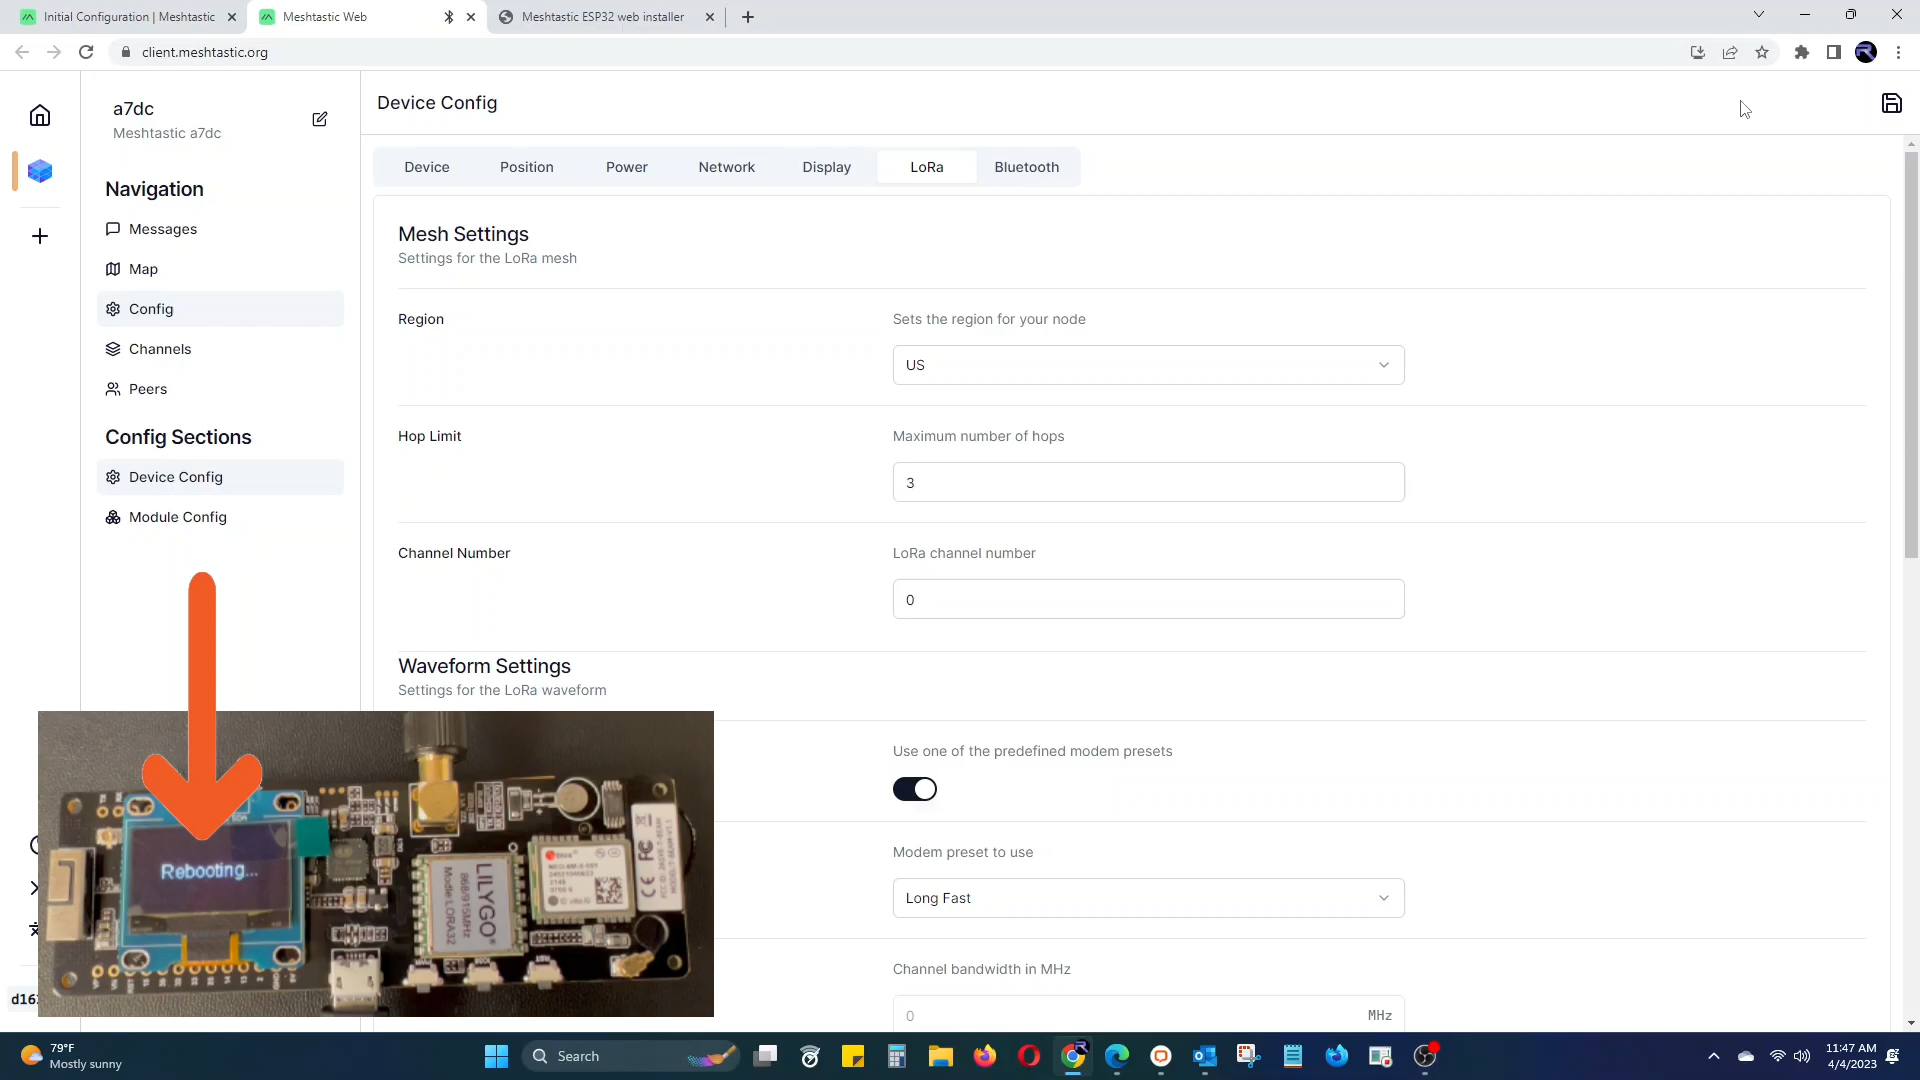 Initial Configuration | Meshtastic
Meshtastic Web
Meshtastic ESP32 web installer
client.meshtastic.org
a7dc
Meshtastic a7dc
Device Config
Device
Position
Power
Network
Display
LoRa
Bluetooth
Navigation
Messages
Map
Config
Channels
Peers
Config Sections
Device Config
Module Config
Mesh Settings
Settings for the LoRa mesh
Region
Sets the region for your node
US
Hop Limit
Maximum number of hops
3
Channel Number
LoRa channel number
0
Waveform Settings
Settings for the LoRa waveform
Use one of the predefined modem presets
Modem preset to use
Long Fast
Channel bandwidth in MHz
0
MHz
Rebooting...
LILYGO
868/915MHz
FC CE
79°F
Mostly sunny
Search
11:47 AM
4/4/2023